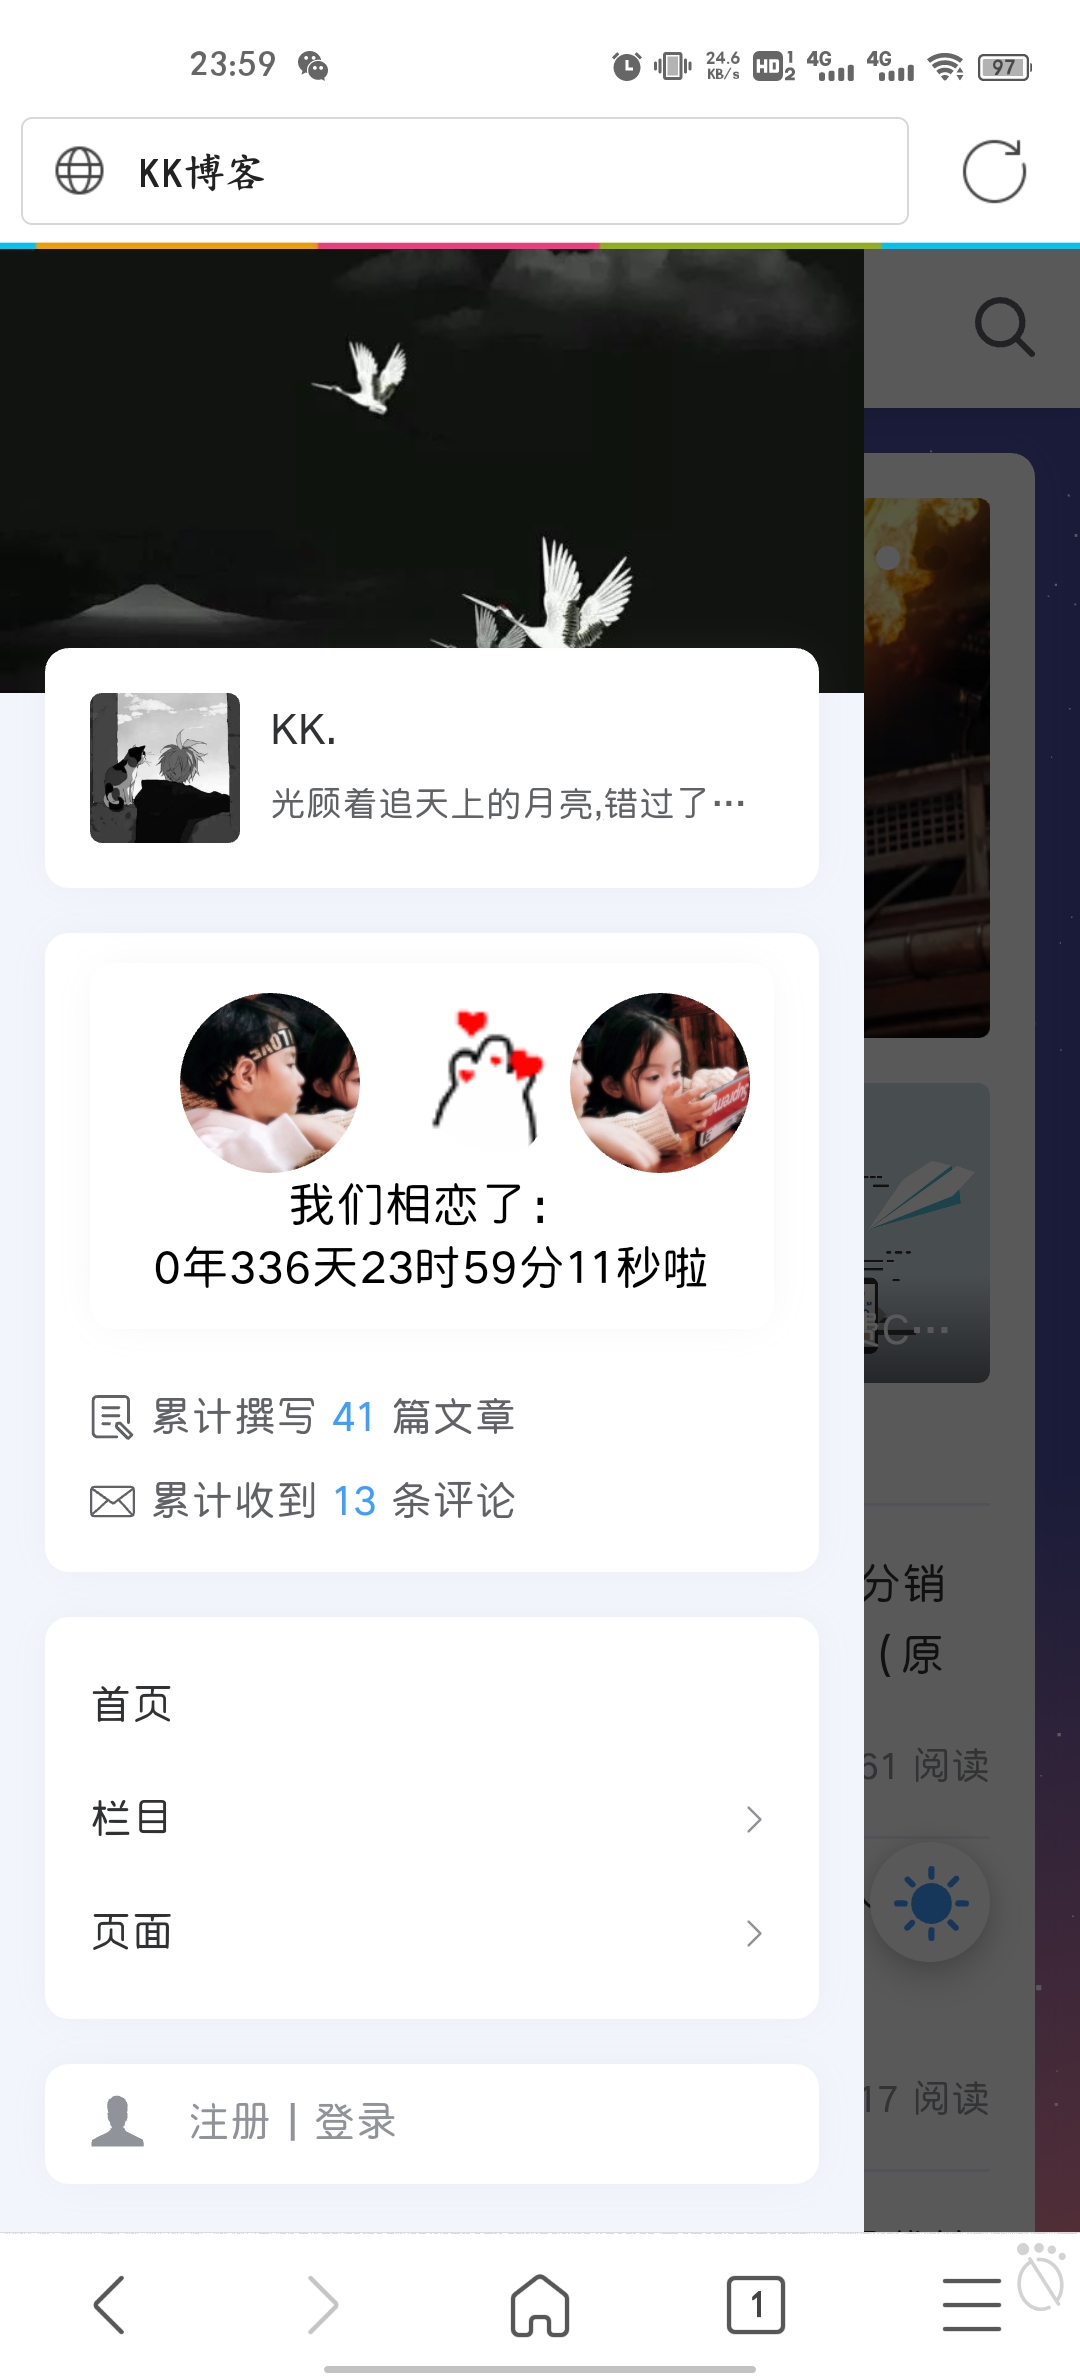 23:59
24.6 KB/s HD 1 2 4G 4G 97
KK博客
KK.
光顾着追天上的月亮,错过了…
我们相恋了：
0年336天23时59分11秒啦
累计撰写 41 篇文章
累计收到 13 条评论
首页
栏目
页面
注册 | 登录
C…
分销
（原
61 阅读
17 阅读
1